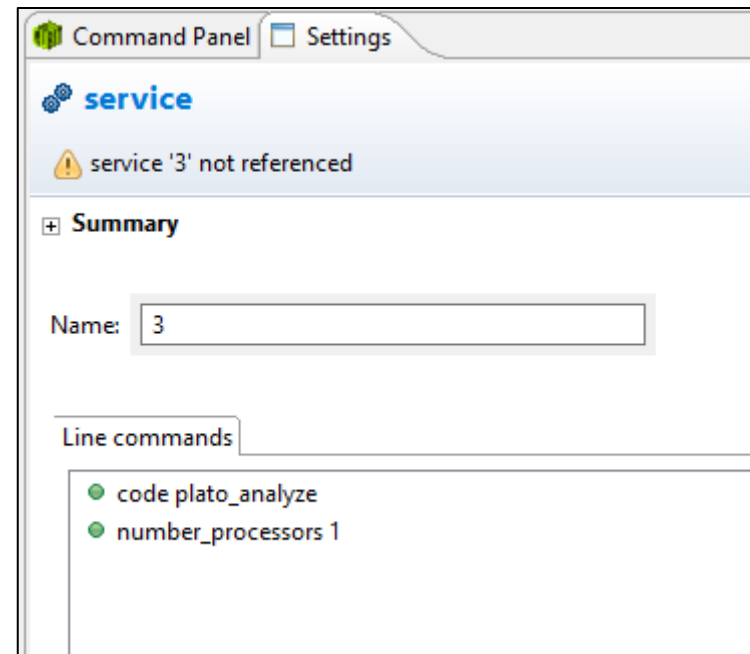 Command Panel Settings
service
service '3' not referenced
Summary
Name: 3
Line commands
code plato_analyze
number_processors 1